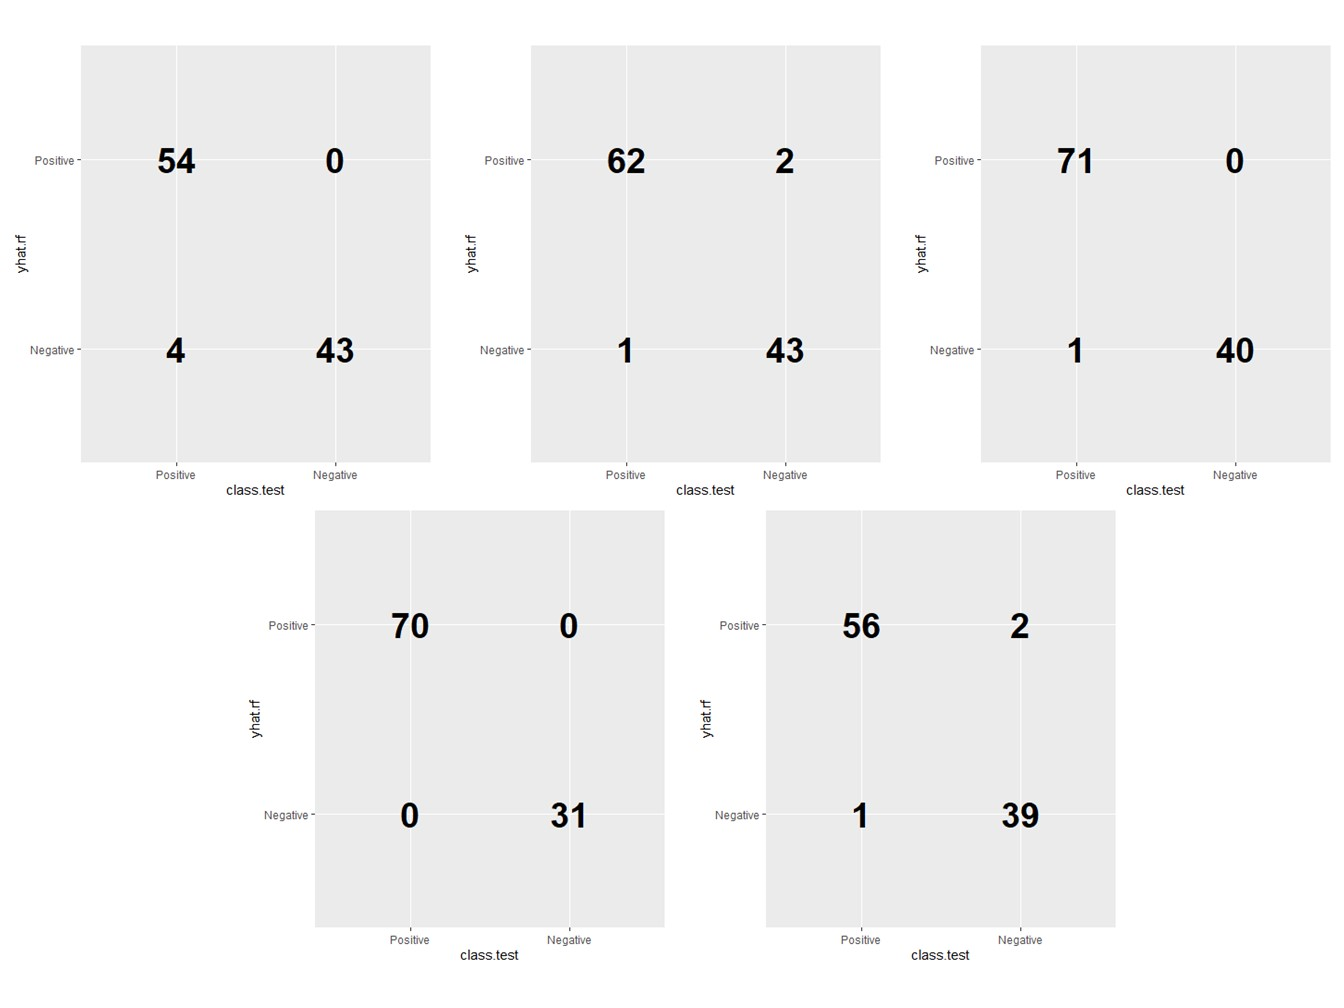 Positive 54 0
yhat.rf
Negative 4 43
Positive Negative
class.test
Positive 62 2
yhat.rf
Negative 1 43
Positive Negative
class.test
Positive 71 0
yhat.rf
Negative 1 40
Positive Negative
class.test
Positive 70 0
yhat.rf
Negative 0 31
Positive Negative
class.test
Positive 56 2
yhat.rf
Negative 1 39
Positive Negative
class.test